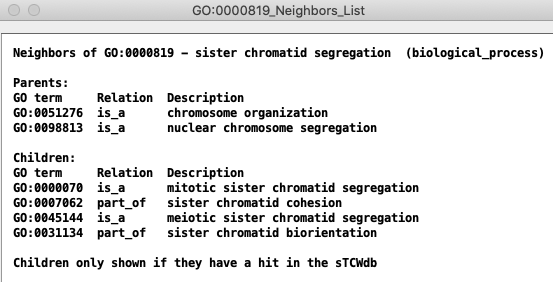 GO:0000819_Neighbors_List
Neighbors of GO:0000819 - sister chromatid segregation (biological_process)
Parents:
GO term Relation Description
GO:0051276 is_a chromosome organization
GO:0098813 is_a nuclear chromosome segregation
Children:
GO term Relation Description
GO:0000070 is_a mitotic sister chromatid segregation
GO:0007062 part_of sister chromatid cohesion
GO:0045144 is_a meiotic sister chromatid segregation
GO:0031134 part_of sister chromatid biorientation
Children only shown if they have a hit in the sTCWdb